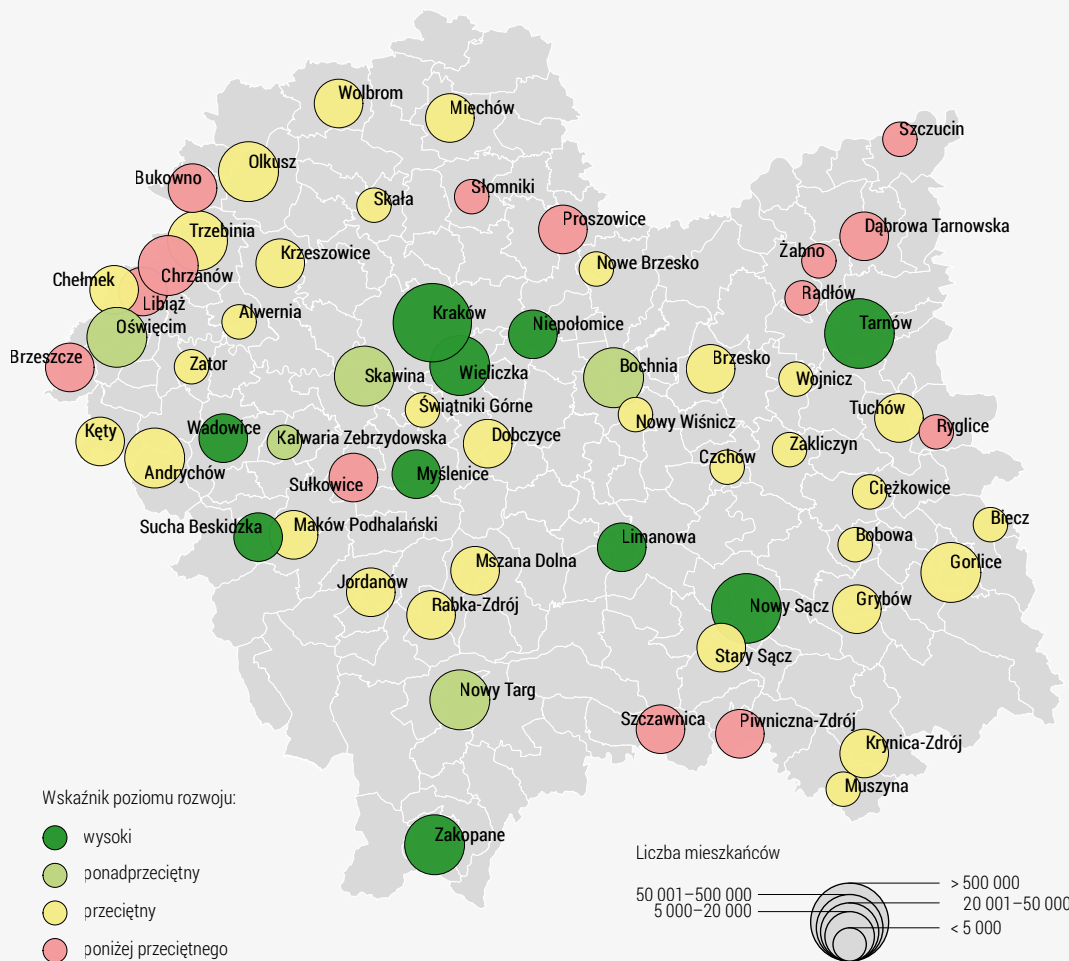 Wolbrom
Miechów
Szczucin
Olkusz
Bukowno
Skała
Słomniki
Proszowice
Dąbrowa Tarnowska
Trzebinia
Krzeszowice
Nowe Brzesko
Żabno
Chełmek
Chrzanów
Libiąż
Radłów
Alwernia
Kraków
Niepołomice
Tarnów
Oświęcim
Brzeszcze
Zator
Skawina
Wieliczka
Bochnia
Brzesko
Wojnicz
Świątniki Górne
Nowy Wiśnicz
Tuchów
Ryglice
Kęty
Wadowice
Kalwaria Zebrzydowska
Dobczyce
Zakliczyn
Andrychów
Czchów
Sułkowice
Myślenice
Ciężkowice
Sucha Beskidzka
Maków Podhalański
Limanowa
Bobowa
Biecz
Mszana Dolna
Gorlice
Jordanów
Rabka-Zdrój
Nowy Sącz
Grybów
Stary Sącz
Nowy Targ
Szczawnica
Piwniczna-Zdrój
Krynica-Zdrój
Muszyna
Zakopane
Wskaźnik poziomu rozwoju:
wysoki
ponadprzeciętny
przeciętny
poniżej przeciętnego
Liczba mieszkańców
> 500 000
50 001–500 000
20 001–50 000
5 000–20 000
< 5 000